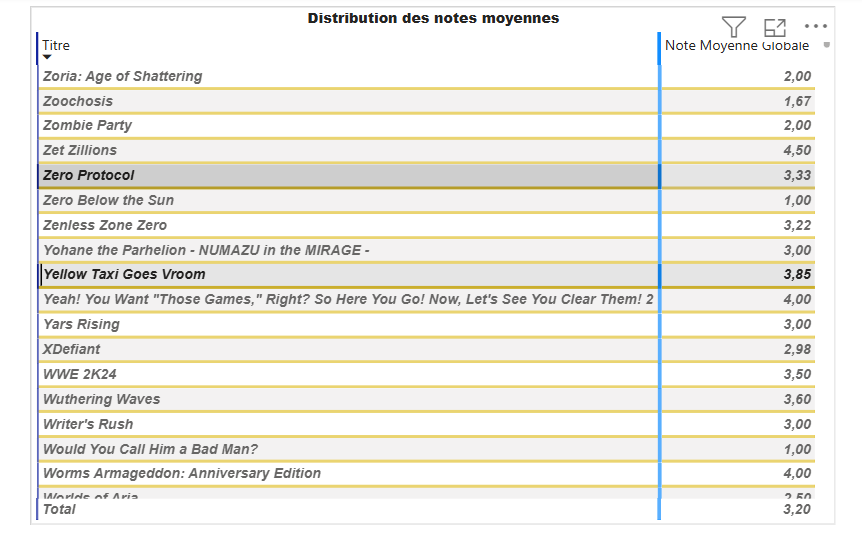 Distribution des notes moyennes
Titre Note Moyenne Globale
Zoria: Age of Shattering 2,00
Zoochosis 1,67
Zombie Party 2,00
Zet Zillions 4,50
Zero Protocol 3,33
Zero Below the Sun 1,00
Zenless Zone Zero 3,22
Yohane the Parhelion - NUMAZU in the MIRAGE - 3,00
Yellow Taxi Goes Vroom 3,85
Yeah! You Want "Those Games," Right? So Here You Go! Now, Let's See You Clear Them! 2 4,00
Yars Rising 3,00
XDefiant 2,98
WWE 2K24 3,50
Wuthering Waves 3,60
Writer's Rush 3,00
Would You Call Him a Bad Man? 1,00
Worms Armageddon: Anniversary Edition 4,00
Worlds of Aria 2,50
Total 3,20